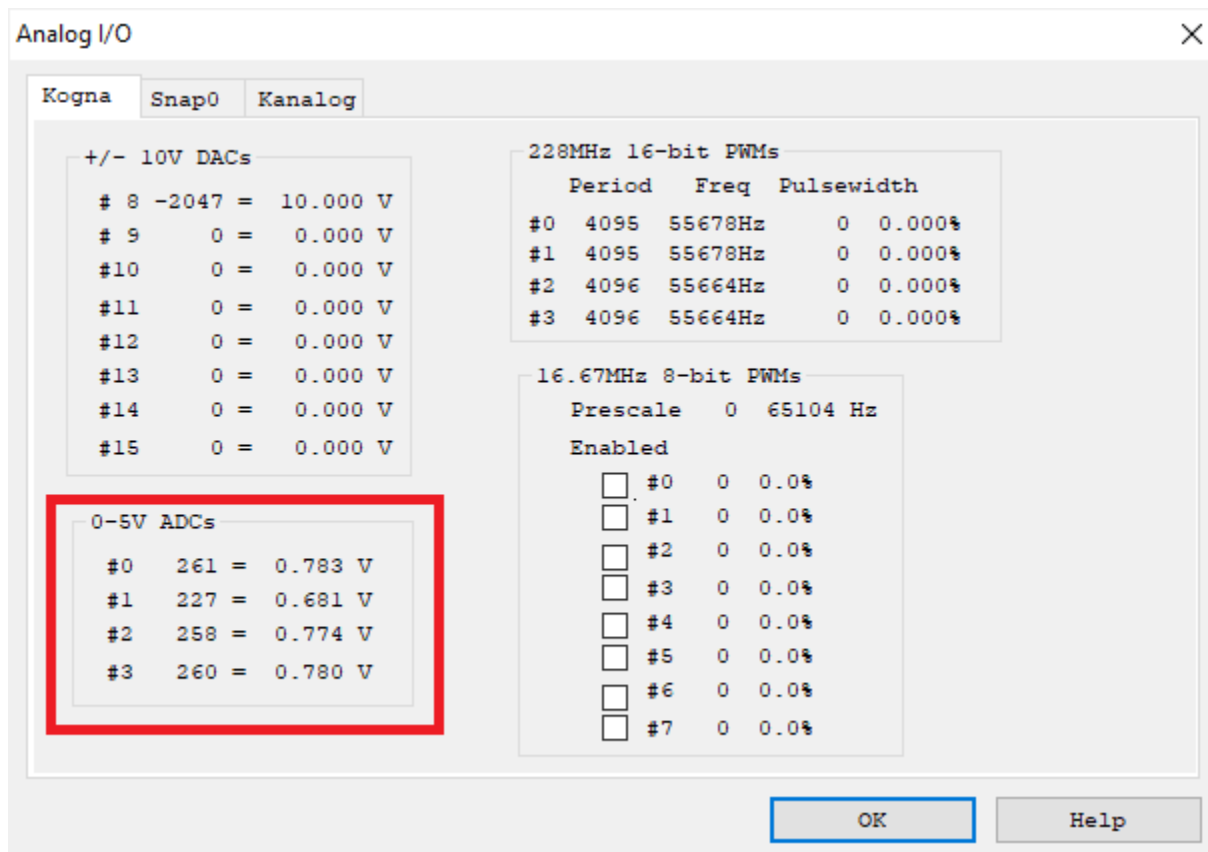 Analog I/O
Kogna Snap0 Kanalog
+/- 10V DACs
# 8 -2047 = 10.000 V
# 9 0 = 0.000 V
#10 0 = 0.000 V
#11 0 = 0.000 V
#12 0 = 0.000 V
#13 0 = 0.000 V
#14 0 = 0.000 V
#15 0 = 0.000 V
0-5V ADCs
#0 261 = 0.783 V
#1 227 = 0.681 V
#2 258 = 0.774 V
#3 260 = 0.780 V
228MHz 16-bit PWMs
Period Freq Pulsewidth
#0 4095 55678Hz 0 0.000%
#1 4095 55678Hz 0 0.000%
#2 4096 55664Hz 0 0.000%
#3 4096 55664Hz 0 0.000%
16.67MHz 8-bit PWMs
Prescale 0 65104 Hz
Enabled
#0 0 0.0%
#1 0 0.0%
#2 0 0.0%
#3 0 0.0%
#4 0 0.0%
#5 0 0.0%
#6 0 0.0%
#7 0 0.0%
OK Help